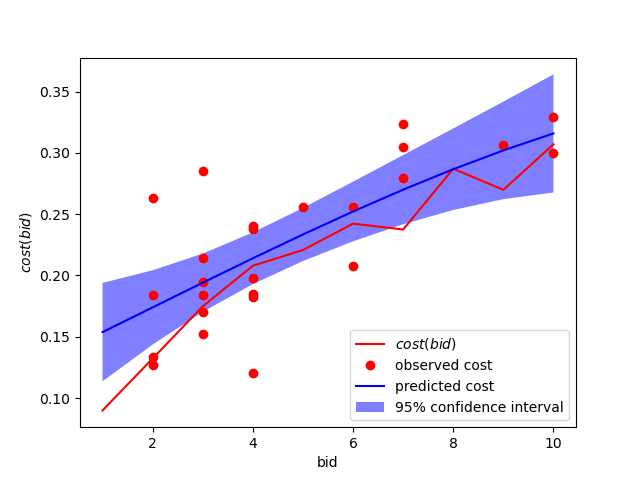 0.35
0.30
0.25
0.20
0.15
0.10
cost(bid)
cost(bid)
observed cost
predicted cost
95% confidence interval
2 4 6 8 10
bid